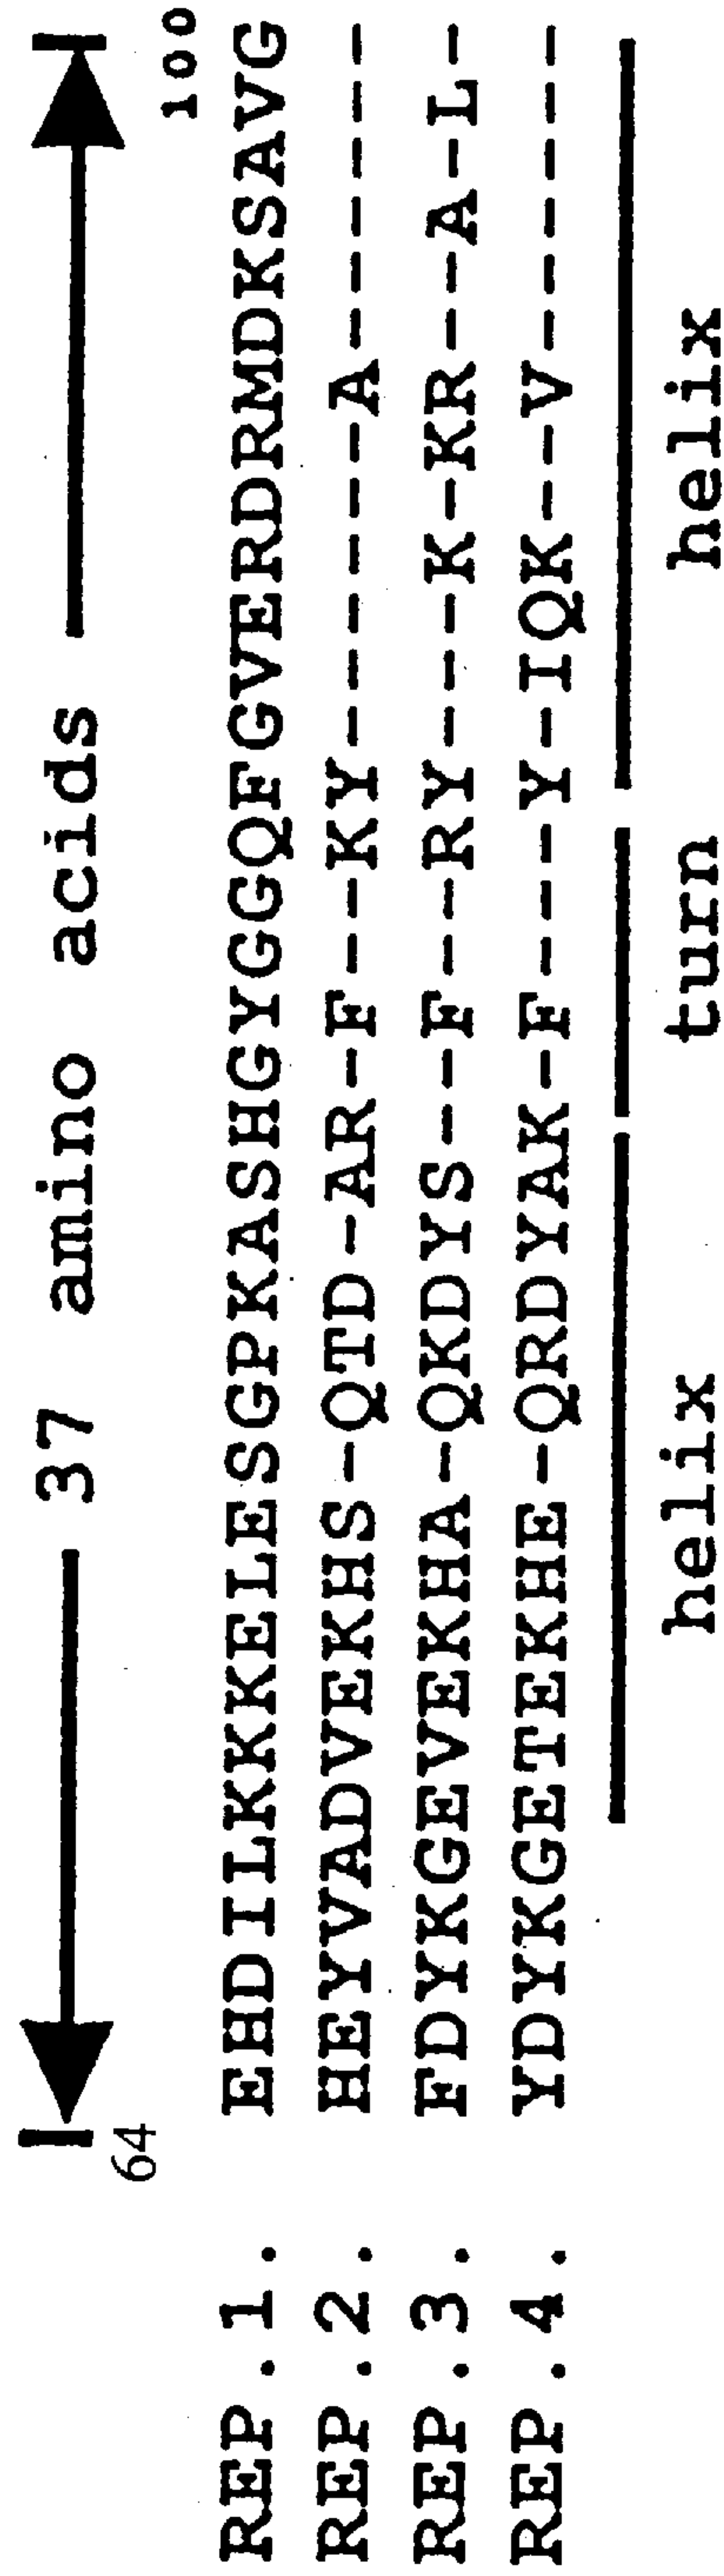 37 amino acids
64 100
REP.1. EHDILKKKELESGPKASHGYGGQFGVERDRMDKSAVG
REP.2. HEYVADVEKHS-QTD-AR-F--KY------A------
REP.3. FDYKGEVEKHA-QKDYS--F--RY---K-KR--A-L-
REP.4. YDYKGETEKHE-QRDYAK-F---Y-IQK--V------
helix turn helix